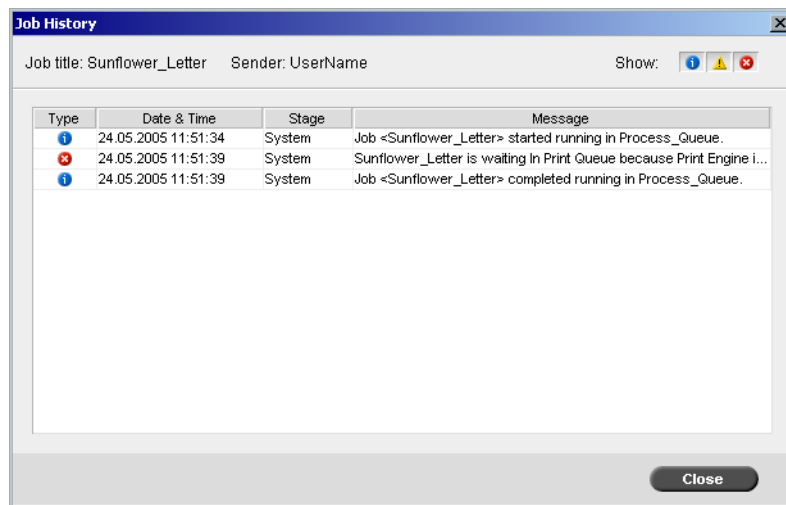 Job History
Job title: Sunflower_Letter Sender: UserName Show:
Type Date & Time Stage Message
24.05.2005 11:51:34 System Job <Sunflower_Letter> started running in Process_Queue.
24.05.2005 11:51:39 System Sunflower_Letter is waiting In Print Queue because Print Engine i...
24.05.2005 11:51:39 System Job <Sunflower_Letter> completed running in Process_Queue.
Close